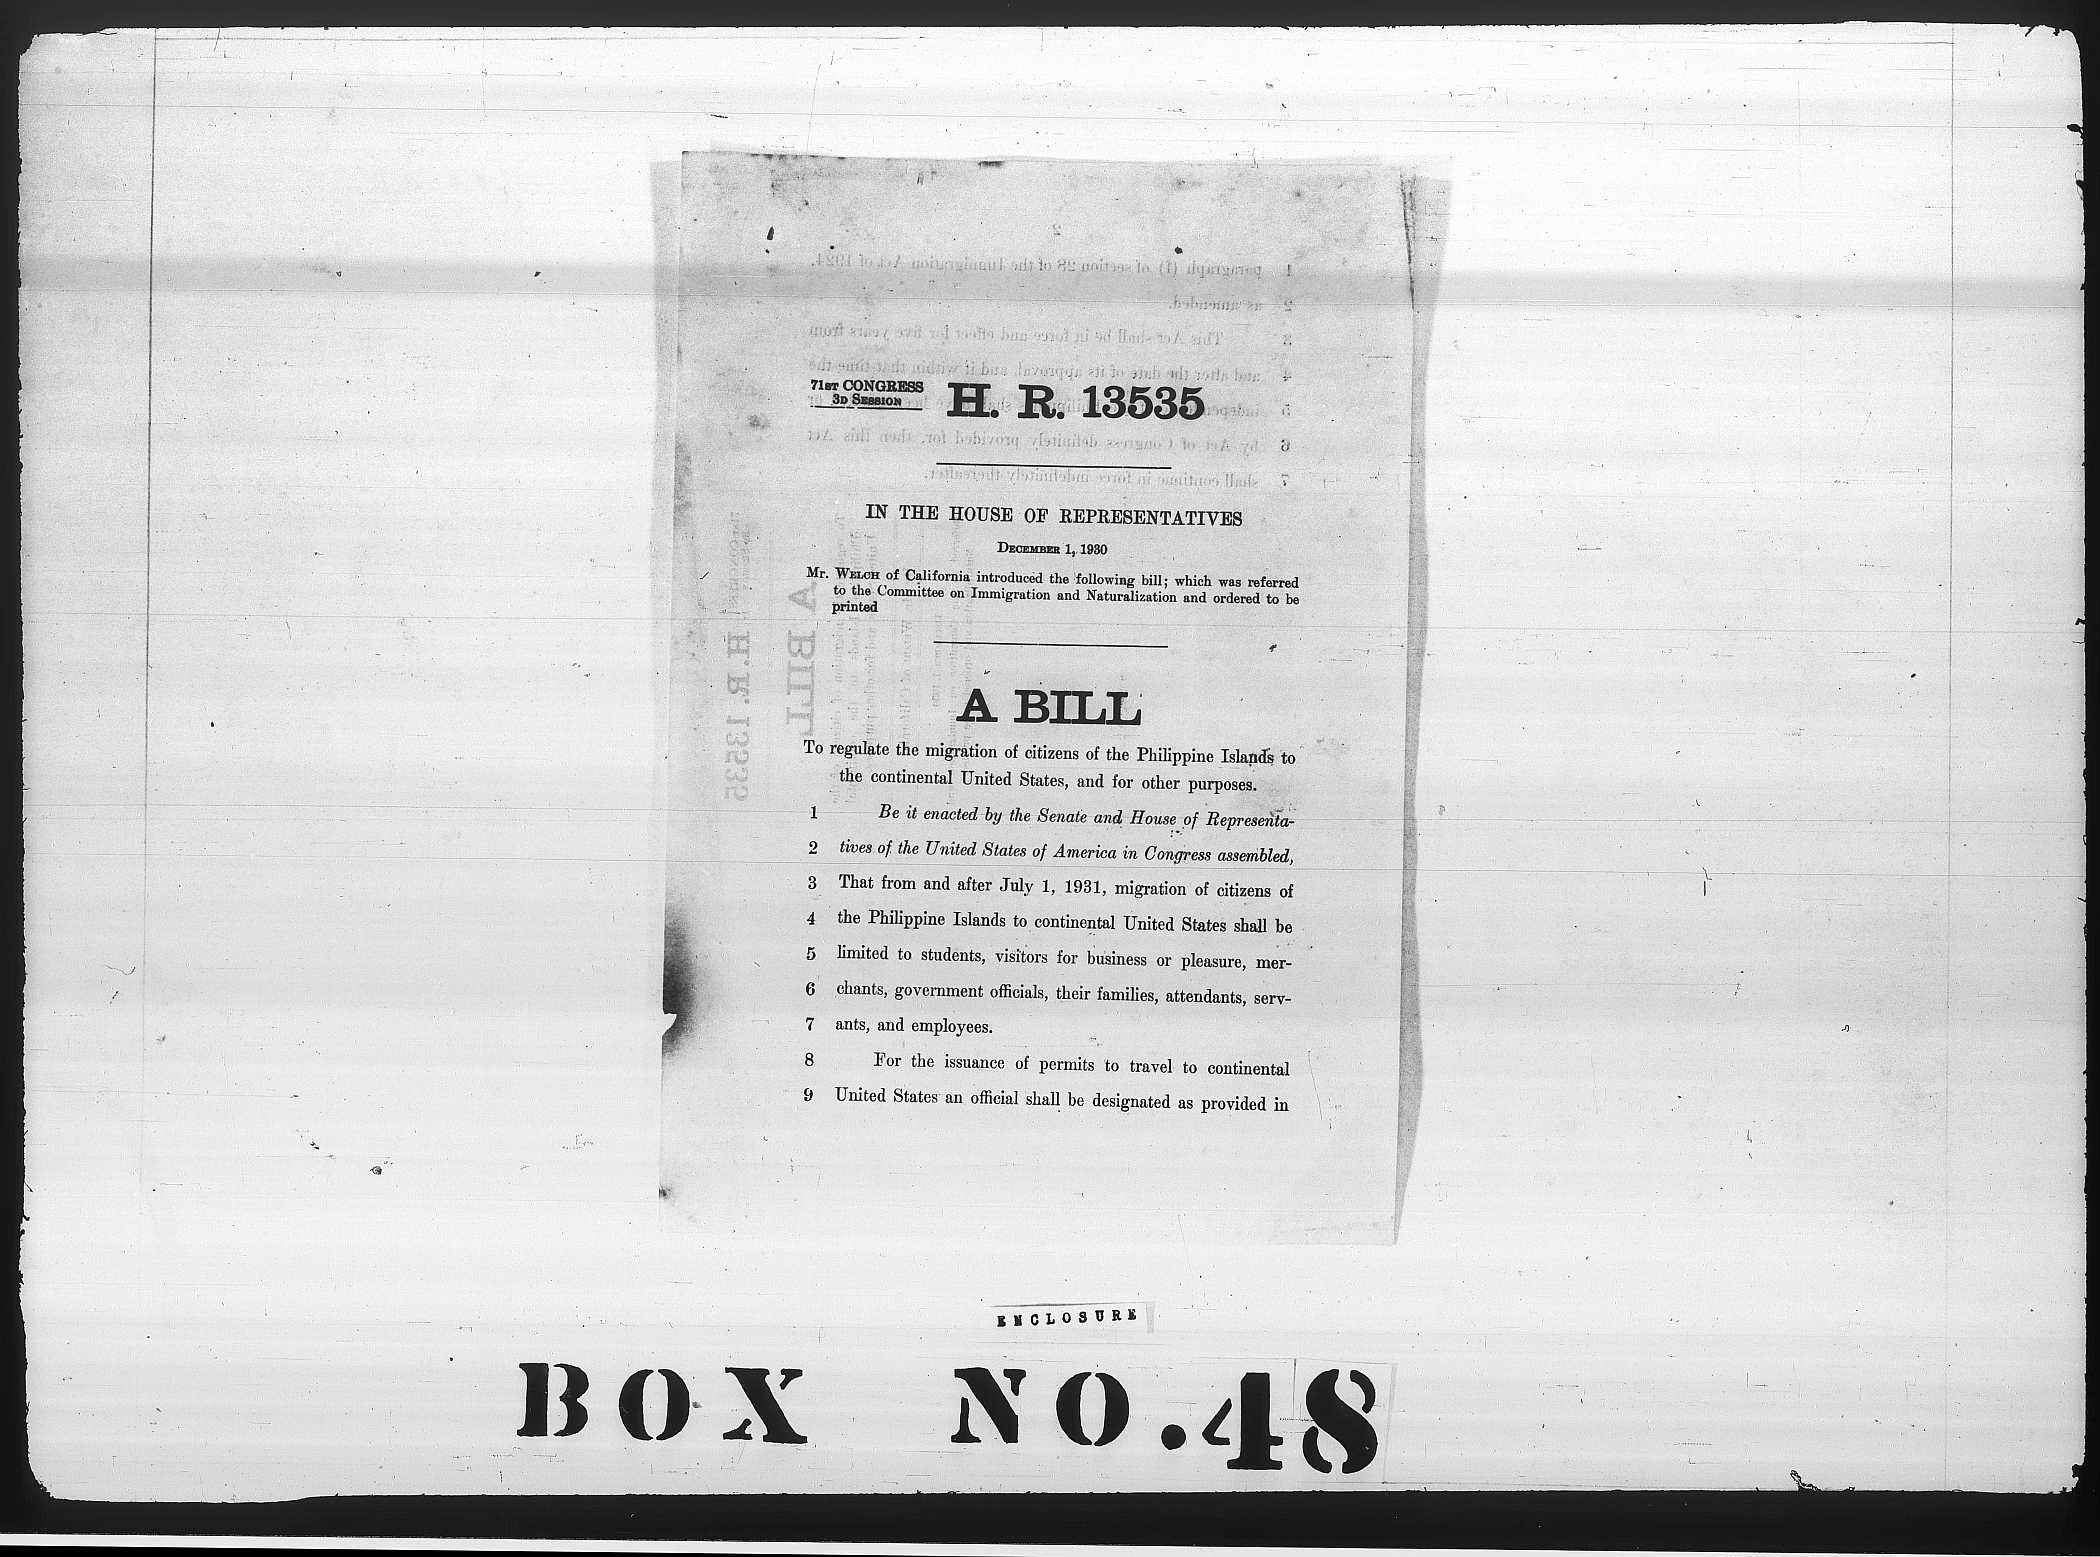 71ST CONGRESS
3D SESSION
H. R. 13535
IN THE HOUSE OF REPRESENTATIVES
DECEMBER 1, 1930
Mr. WELCH of California introduced the following bill; which was referred
to the Committee on Immigration and Naturalization and ordered to be
printed
A BILL
To regulate the migration of citizens of the Philippine Islands to
the continental United States, and for other purposes.
1 Be it enacted by the Senate and House of Representa-
2 tives of the United States of America in Congress assembled,
3 That from and after July 1, 1931, migration of citizens of
4 the Philippine Islands to continental United States shall be
5 limited to students, visitors for business or pleasure, mer-
6 chants, government officials, their families, attendants, serv-
7 ants, and employees.
8 For the issuance of permits to travel to continental
9 United States an official shall be designated as provided in
ENCLOSURE
BOX NO. 48